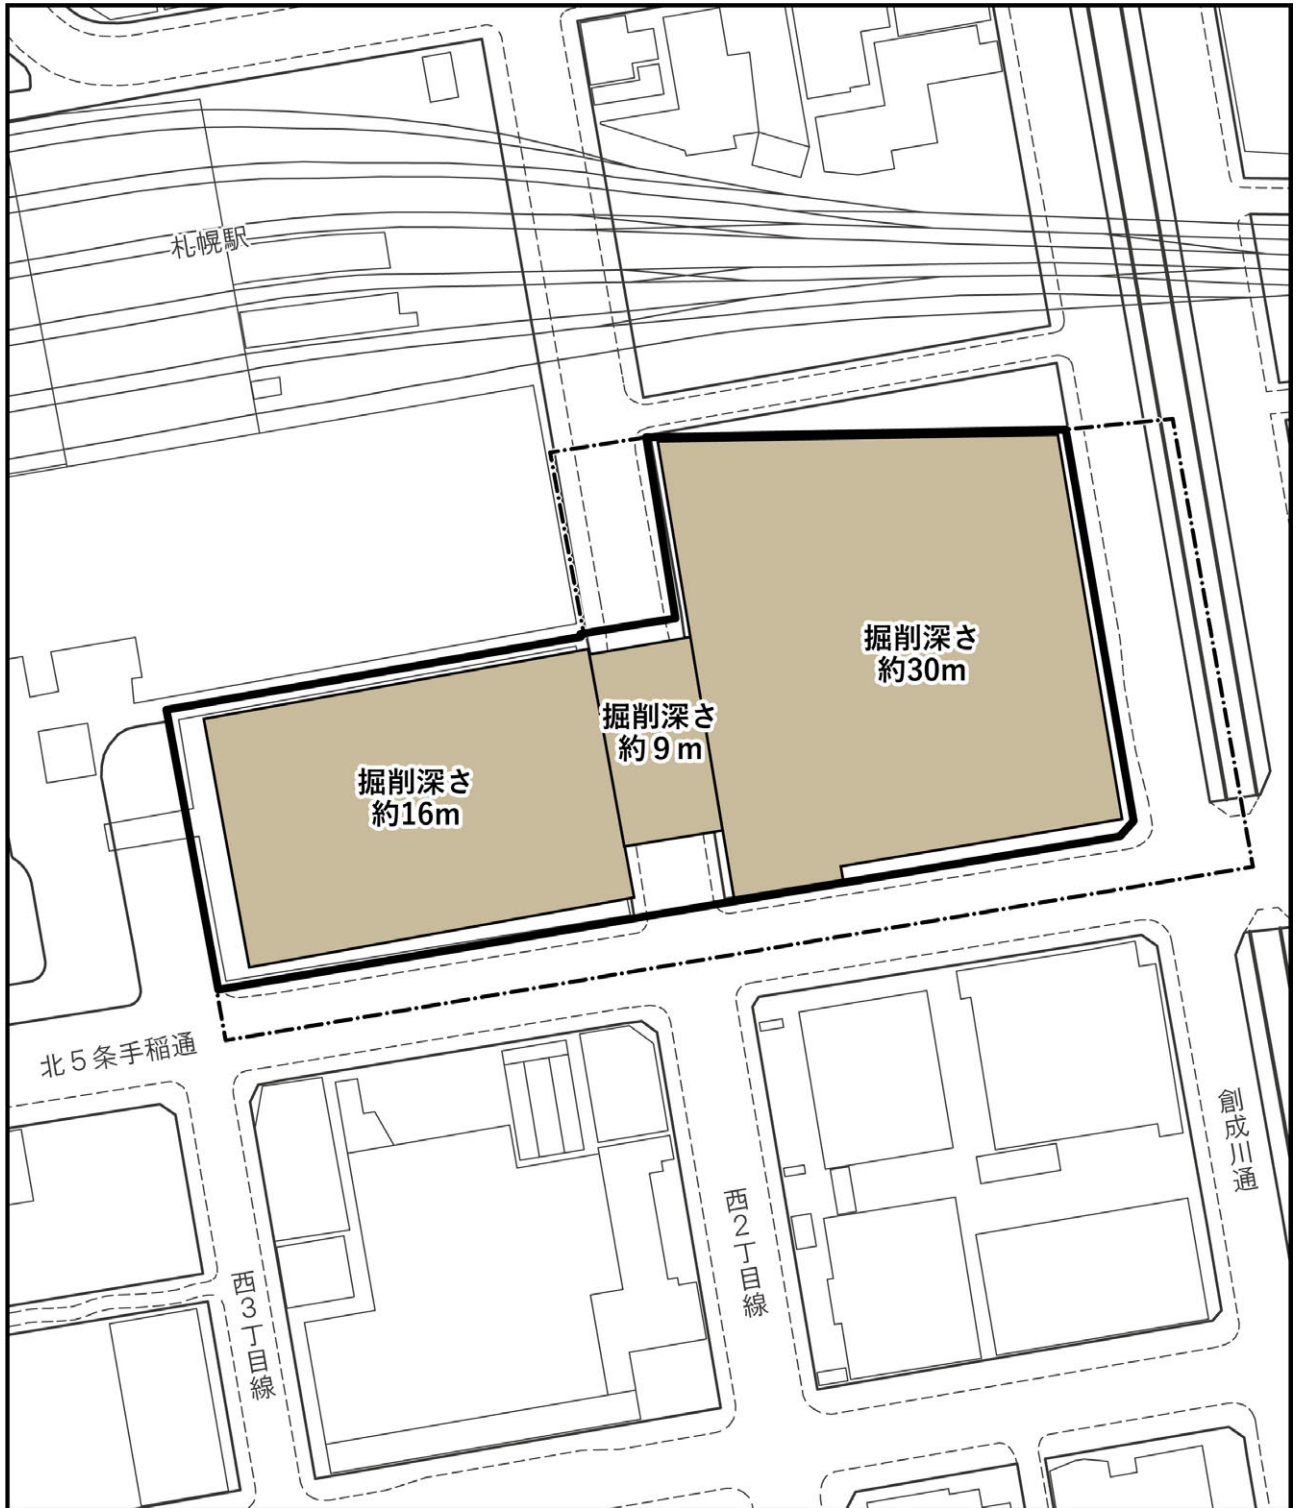 札幌駅
掘削深さ
約30m
掘削深さ
約９ｍ
掘削深さ
約16m
北５条手稲通
創成川通
西２丁目線
西３丁目線